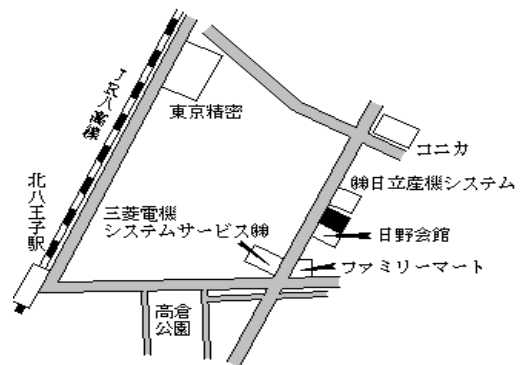 JR八高線
東京精密
コニカ
㈱日立産機システム
北八王子駅
三菱電機
システムサービス㈱
日野会館
ファミリーマート
高倉
公園